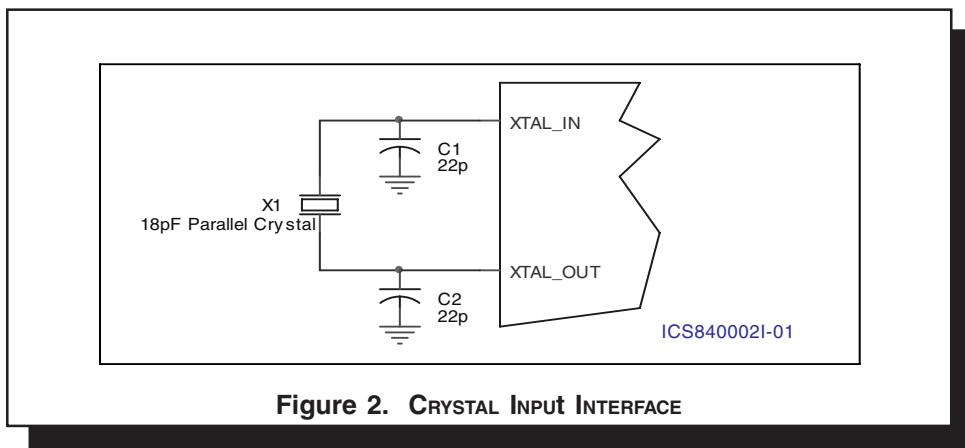 XTAL_IN
C1
22p
X1
18pF Parallel Crystal
XTAL_OUT
C2
22p
ICS840002I-01
Figure 2. CRYSTAL INPUt INTERFACE